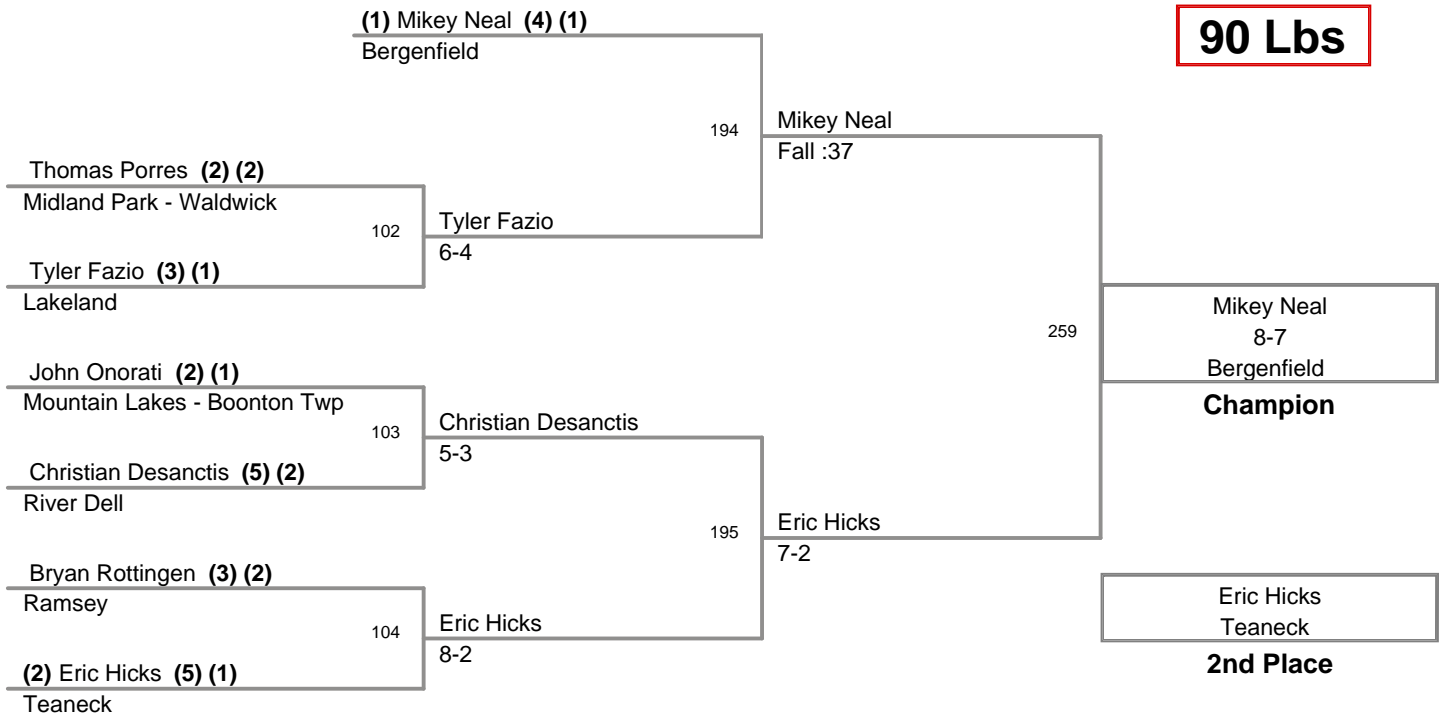 (1) Mikey Neal (4) (1)
Bergenfield
90 Lbs
194
Mikey Neal
Fall :37
Thomas Porres (2) (2)
Midland Park - Waldwick
102
Tyler Fazio
6-4
Tyler Fazio (3) (1)
Lakeland
259
Mikey Neal
8-7
Bergenfield
Champion
John Onorati (2) (1)
Mountain Lakes - Boonton Twp
103
Christian Desanctis
5-3
Christian Desanctis (5) (2)
River Dell
195
Eric Hicks
7-2
Bryan Rottingen (3) (2)
Ramsey
104
Eric Hicks
8-2
(2) Eric Hicks (5) (1)
Teaneck
Eric Hicks
Teaneck
2nd Place